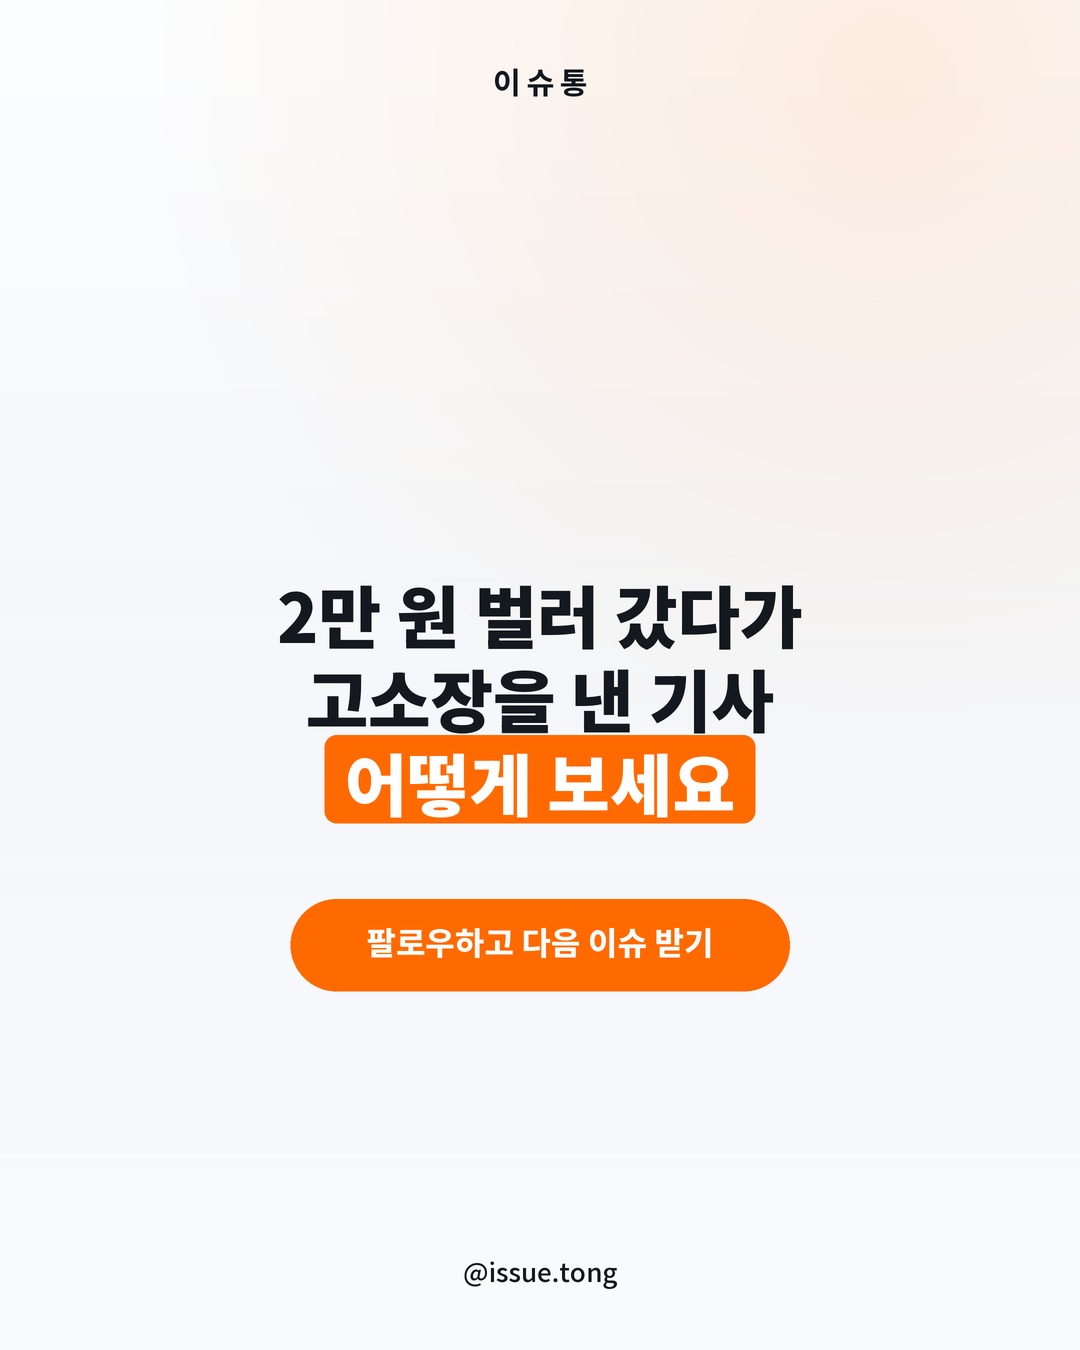 이슈통
2만 원 벌러 갔다가
고소장을 낸 기사
어떻게 보세요
팔로우하고 다음 이슈 받기
@issue.tong